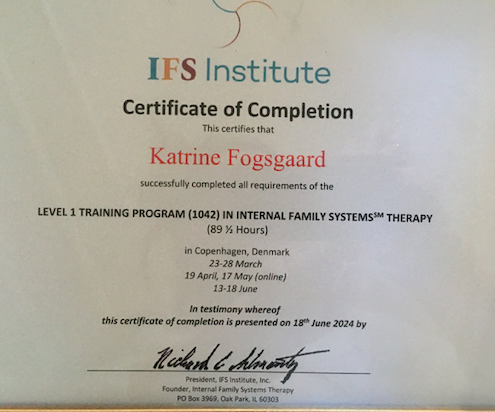 IFS Institute
Certificate of Completion
This certifies that
Katrine Fogsgaard
successfully completed all requirements of the
LEVEL 1 TRAINING PROGRAM (1042) IN INTERNAL FAMILY SYSTEMS℠ THERAPY
(89 ½ Hours)
in Copenhagen, Denmark
23-28 March
19 April, 17 May (online)
13-18 June
In testimony whereof
this certificate of completion is presented on 18th June 2024 by
Richard C
President, IFS Institute, Inc.
Founder, Internal Family Systems Therapy
PO Box 3969, Oak Park, IL 60303